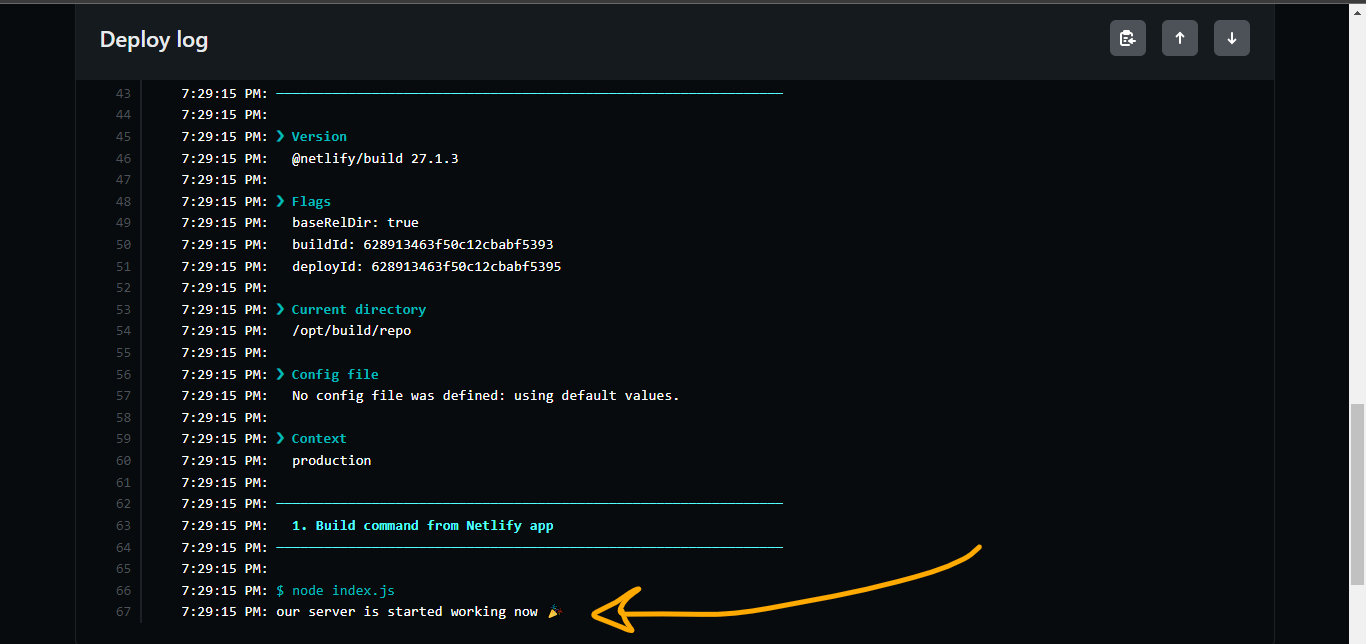 Deploy log
43 7:29:15 PM: ────────────────────────────────────────────────────────────────
44 7:29:15 PM:
45 7:29:15 PM: ❯ Version
46 7:29:15 PM: @netlify/build 27.1.3
47 7:29:15 PM:
48 7:29:15 PM: ❯ Flags
49 7:29:15 PM: baseRelDir: true
50 7:29:15 PM: buildId: 628913463f50c12cbabf5393
51 7:29:15 PM: deployId: 628913463f50c12cbabf5395
52 7:29:15 PM:
53 7:29:15 PM: ❯ Current directory
54 7:29:15 PM: /opt/build/repo
55 7:29:15 PM:
56 7:29:15 PM: ❯ Config file
57 7:29:15 PM: No config file was defined: using default values.
58 7:29:15 PM:
59 7:29:15 PM: ❯ Context
60 7:29:15 PM: production
61 7:29:15 PM:
62 7:29:15 PM: ────────────────────────────────────────────────────────────────
63 7:29:15 PM: 1. Build command from Netlify app
64 7:29:15 PM: ────────────────────────────────────────────────────────────────
65 7:29:15 PM:
66 7:29:15 PM: $ node index.js
67 7:29:15 PM: our server is started working now 🎉